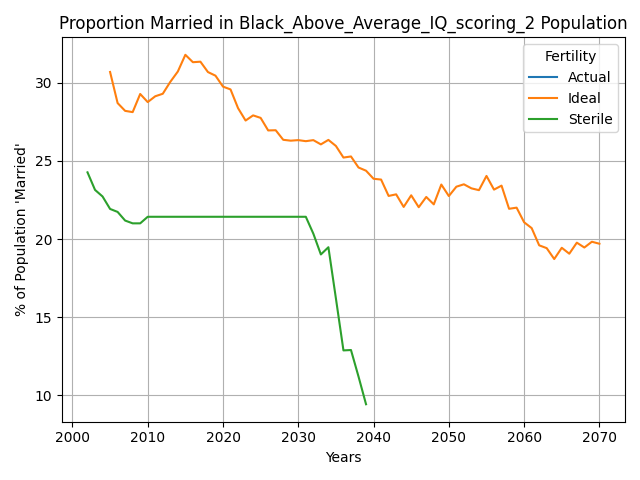 Proportion Married in Black_Above_Average_IQ_scoring_2 Population
Fertility
Actual
Ideal
Sterile
% of Population 'Married'
30
25
20
15
10
2000 2010 2020 2030 2040 2050 2060 2070
Years